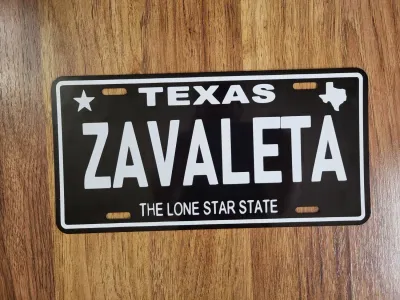 TEXAS
ZAVALETA
THE LONE STAR STATE